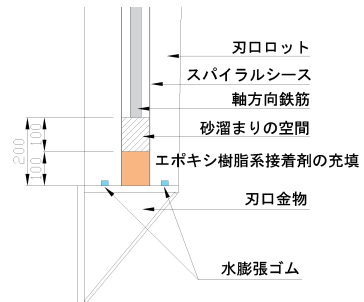 刃口ロット
スパイラルシース
軸方向鉄筋
砂溜まりの空間
エポキシ樹脂系接着剤の充填
刃口金物
水膨張ゴム
200
100
100